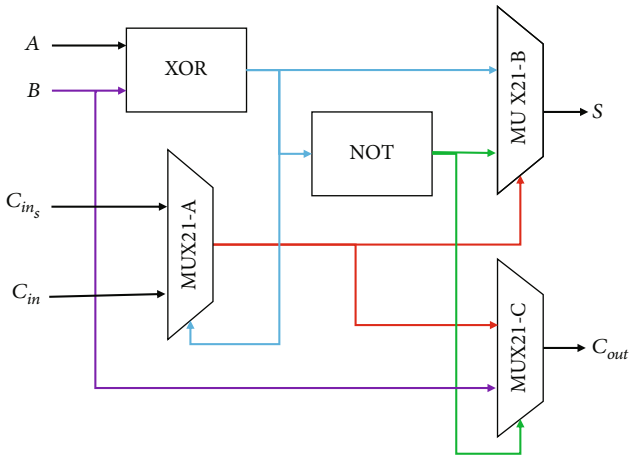 A
XOR
B
MU X21-B
S
NOT
C_{in_s}
MUX21-A
C_{in}
MUX21-C
C_{out}